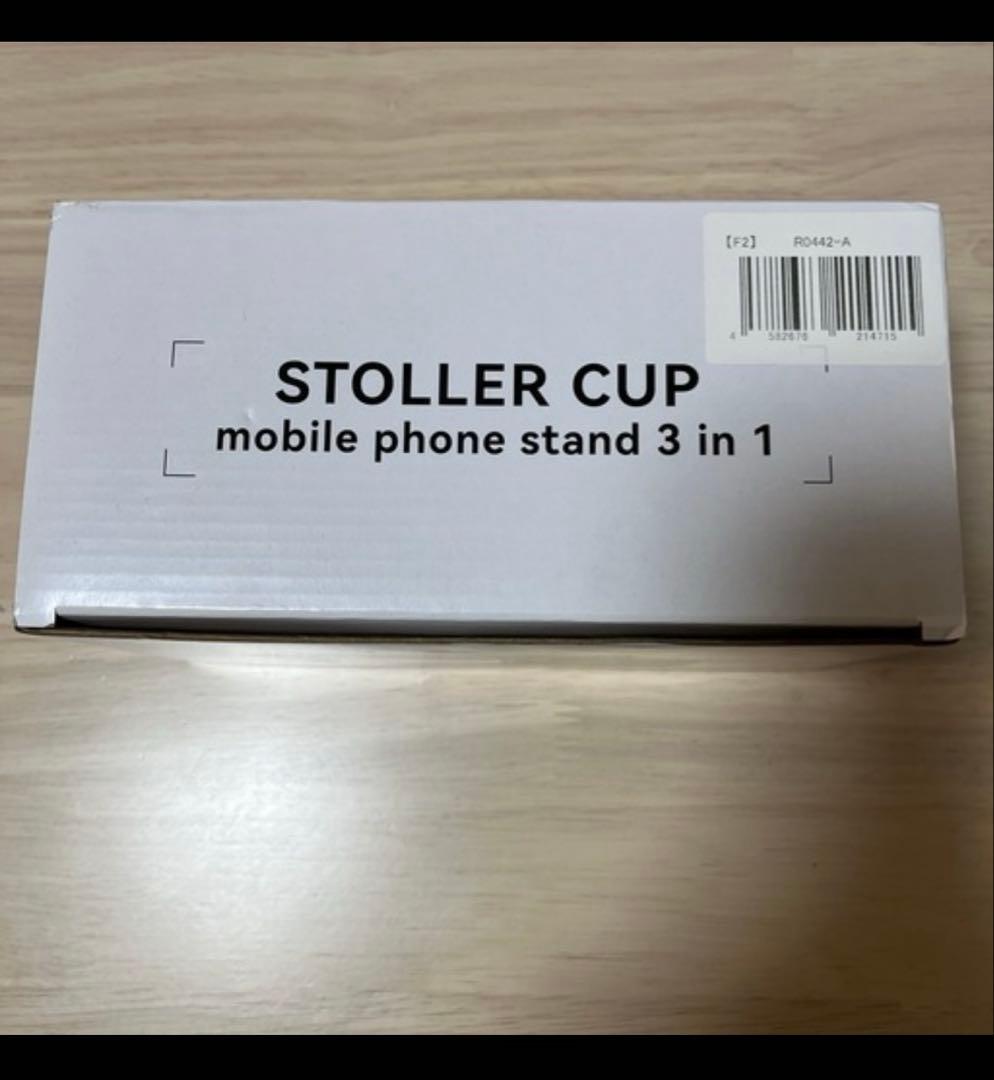 【F2】 R0442-A
4 582676 214715
STOLLER CUP
mobile phone stand 3 in 1